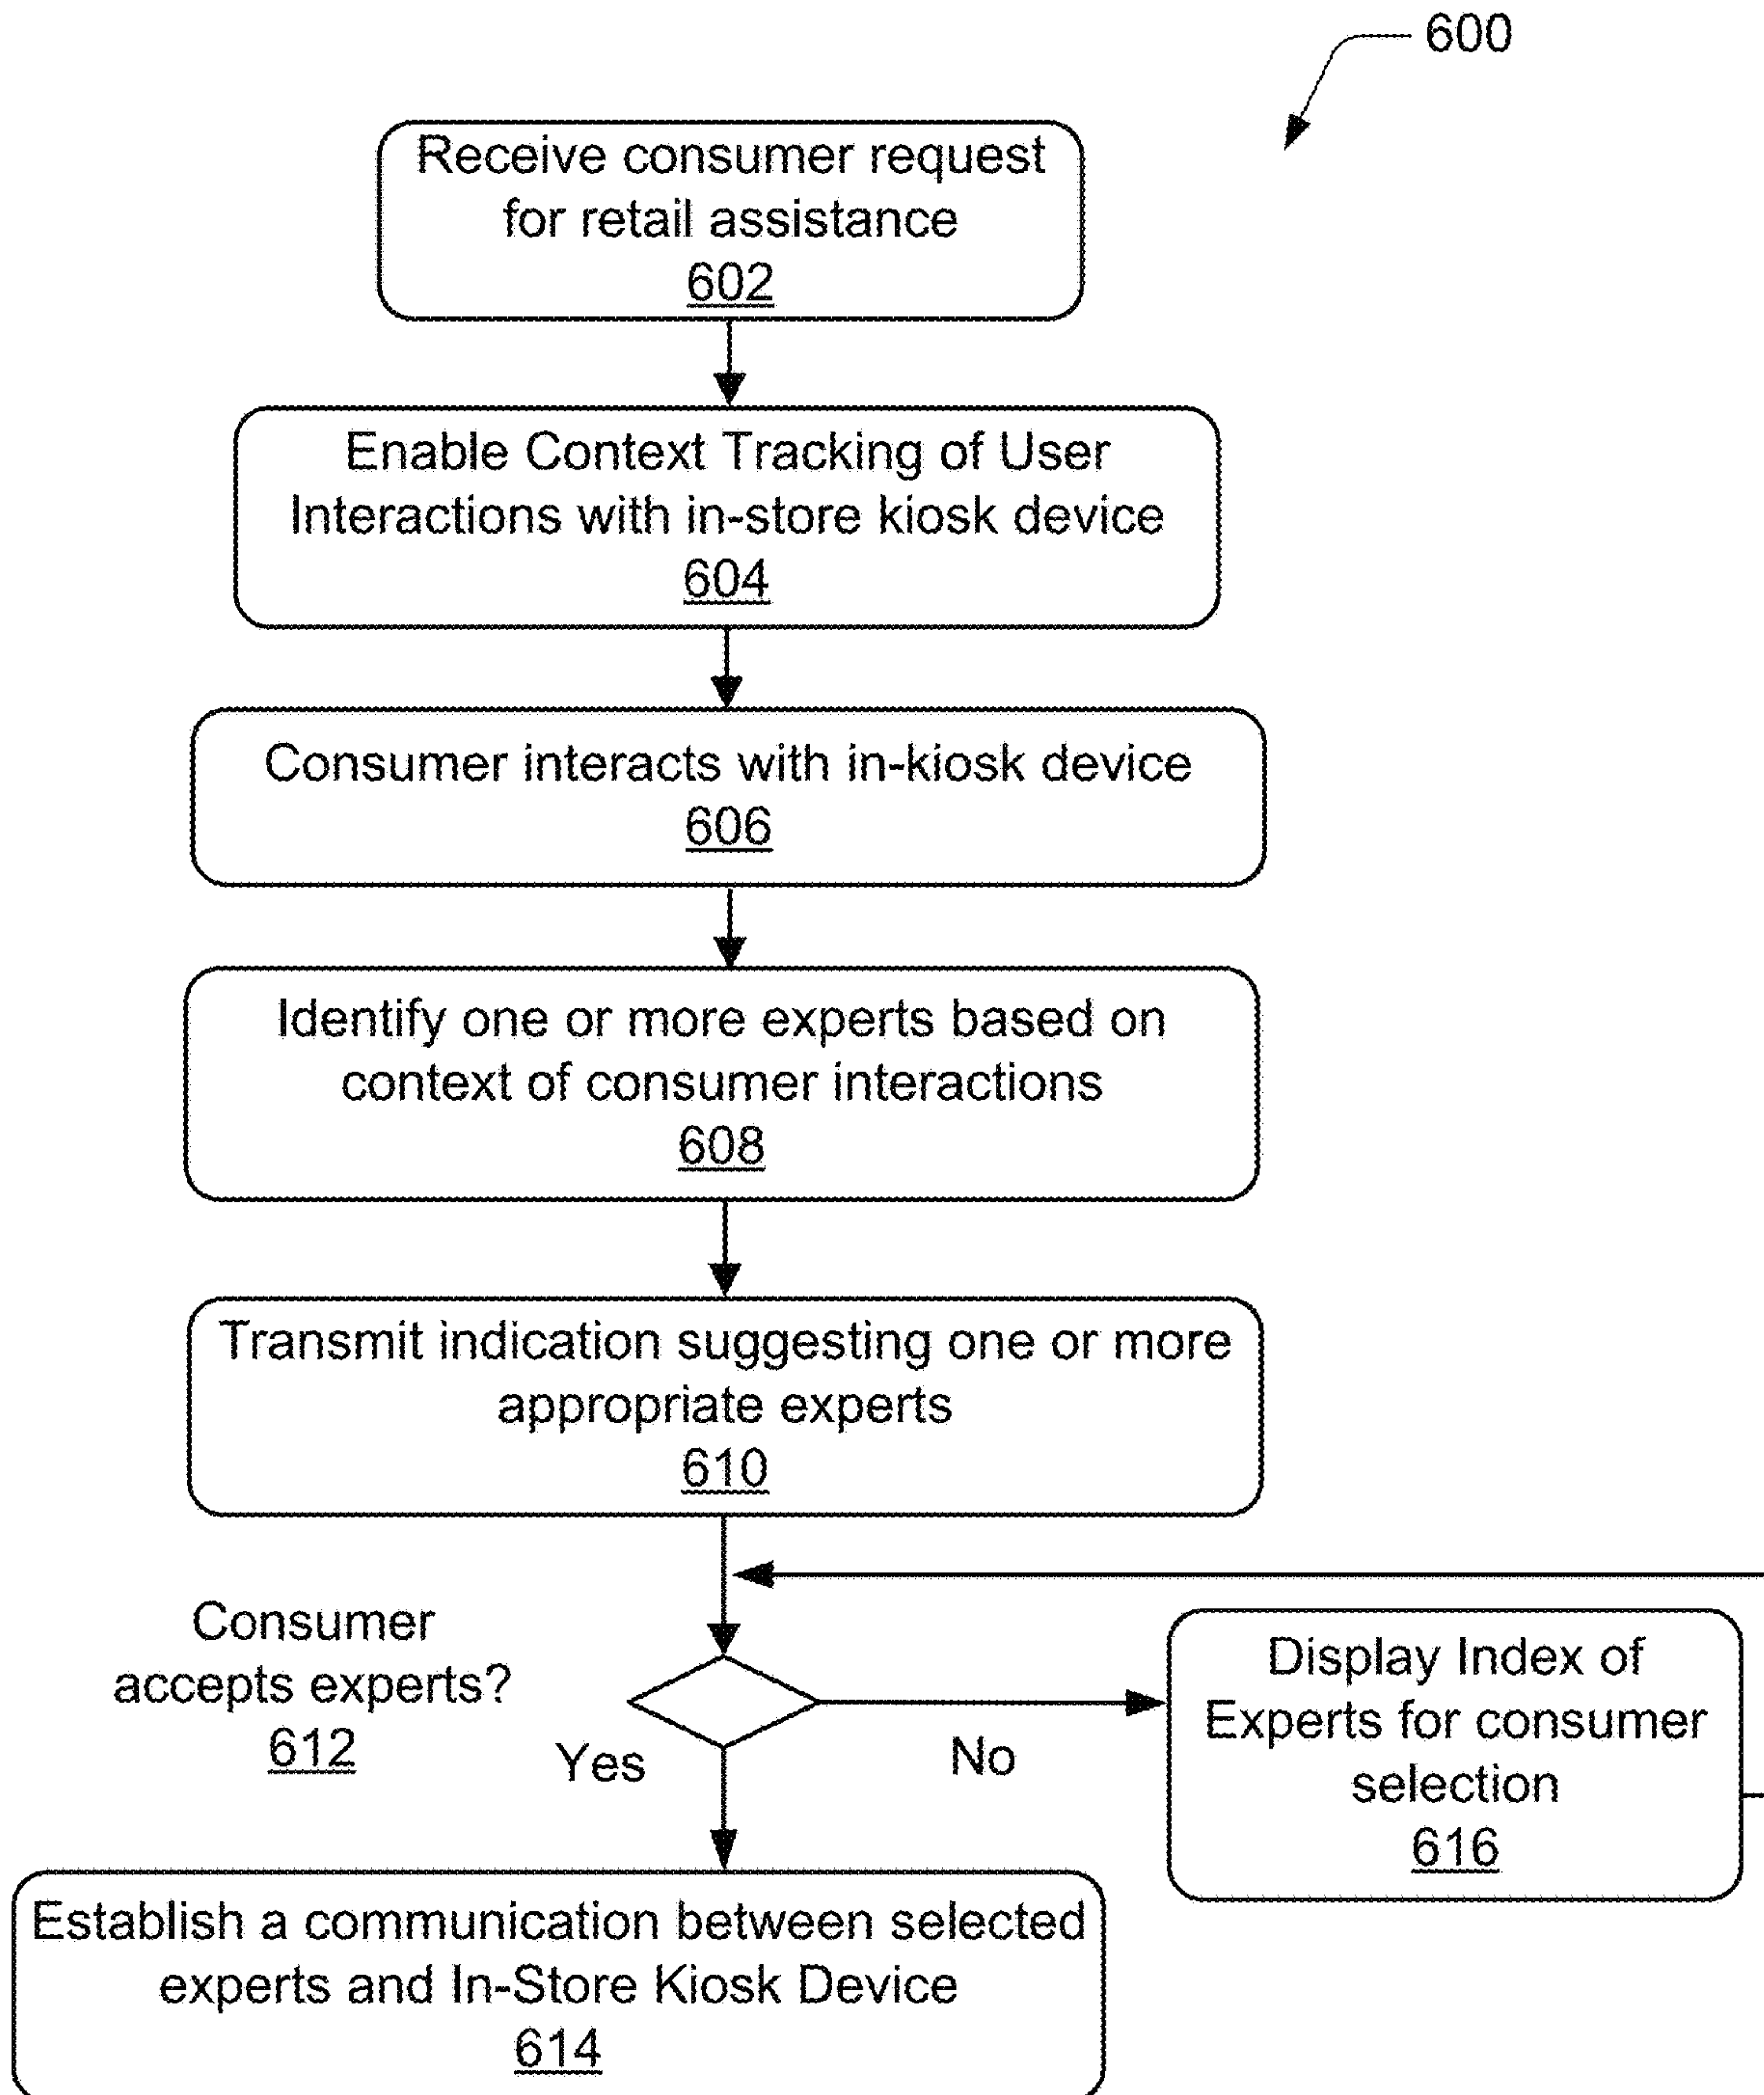 600
Receive consumer request
for retail assistance
602
Enable Context Tracking of User
Interactions with in-store kiosk device
604
Consumer interacts with in-kiosk device
606
Identify one or more experts based on
context of consumer interactions
608
Transmit indication suggesting one or more
appropriate experts
610
Consumer
accepts experts?
612
Yes
No
Display Index of
Experts for consumer
selection
616
Establish a communication between selected
experts and In-Store Kiosk Device
614